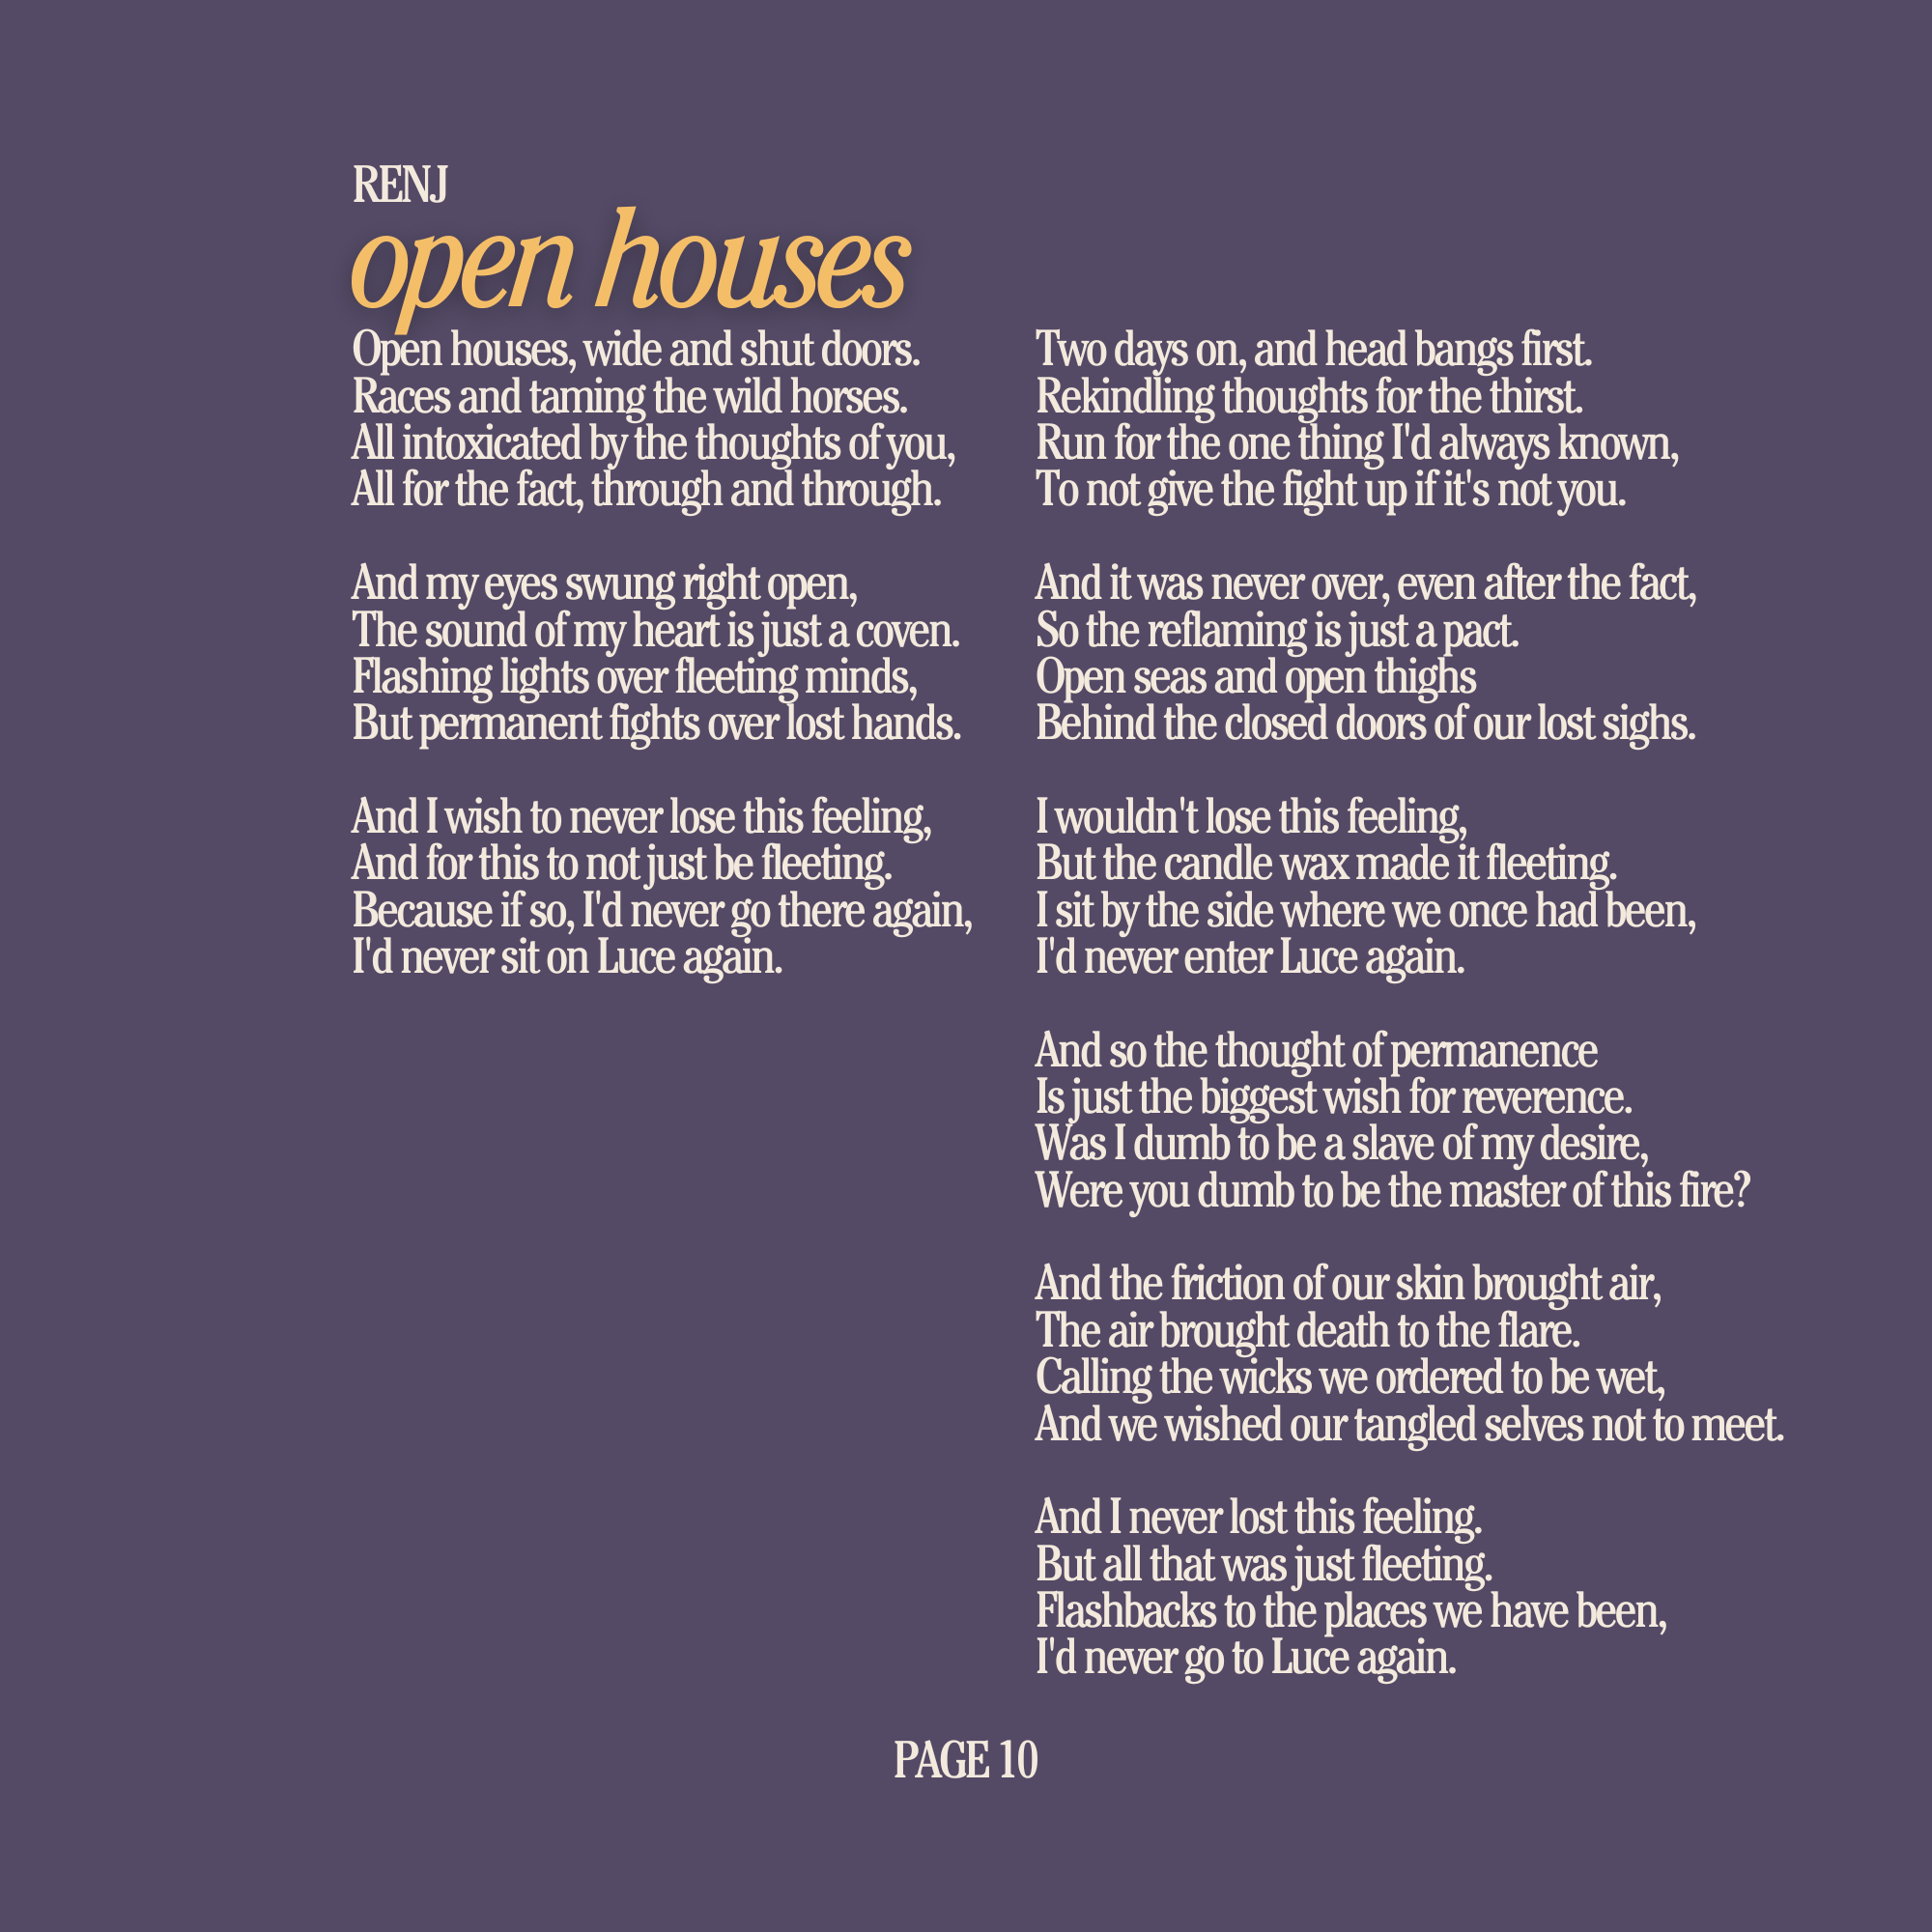 RENJ
open houses
Open houses, wide and shut doors.
Races and taming the wild horses.
All intoxicated by the thoughts of you,
All for the fact, through and through.
And my eyes swung right open,
The sound of my heart is just a coven.
Flashing lights over fleeting minds,
But permanent fights over lost hands.
And I wish to never lose this feeling,
And for this to not just be fleeting.
Because if so, I'd never go there again,
I'd never sit on Luce again.
Two days on, and head bangs first.
Rekindling thoughts for the thirst.
Run for the one thing I'd always known,
To not give the fight up if it's not you.
And it was never over, even after the fact,
So the reflaming is just a pact.
Open seas and open thighs
Behind the closed doors of our lost sighs.
I wouldn't lose this feeling,
But the candle wax made it fleeting.
I sit by the side where we once had been,
I'd never enter Luce again.
And so the thought of permanence
Is just the biggest wish for reverence.
Was I dumb to be a slave of my desire,
Were you dumb to be the master of this fire?
And the friction of our skin brought air,
The air brought death to the flare.
Calling the wicks we ordered to be wet,
And we wished our tangled selves not to meet.
And I never lost this feeling.
But all that was just fleeting.
Flashbacks to the places we have been,
I'd never go to Luce again.
PAGE 10